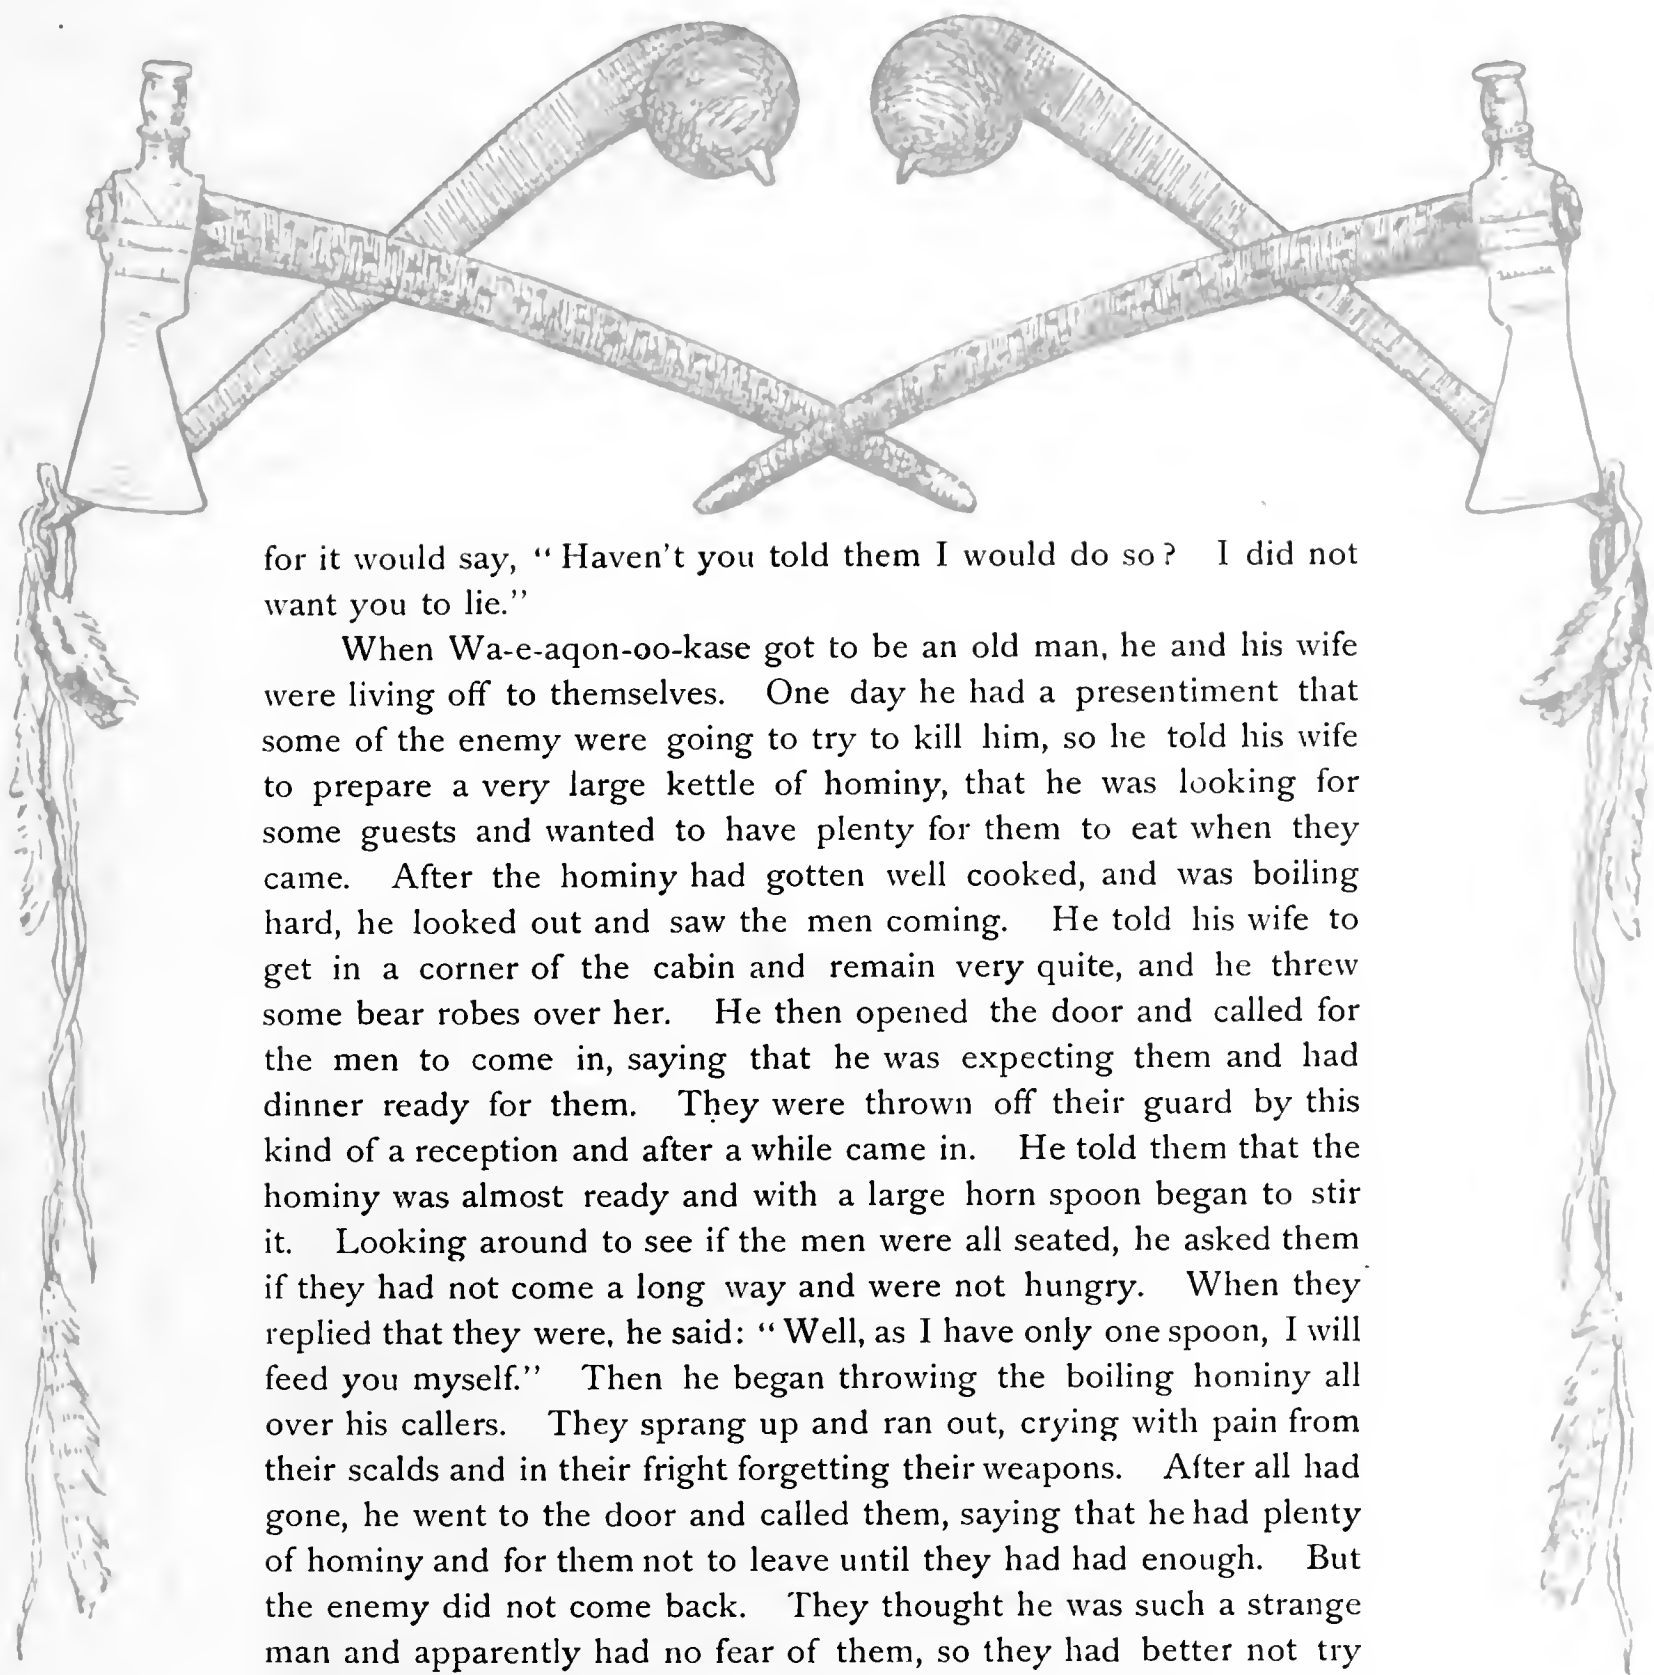 for it would say, “Haven't you told them I would do so? I did not
want you to lie.”
When Wa-e-aqon-oo-kase got to be an old man, he and his wife
were living off to themselves. One day he had a presentiment that
some of the enemy were going to try to kill him, so he told his wife
to prepare a very large kettle of hominy, that he was looking for
some guests and wanted to have plenty for them to eat when they
came. After the hominy had gotten well cooked, and was boiling
hard, he looked out and saw the men coming. He told his wife to
get in a corner of the cabin and remain very quite, and he threw
some bear robes over her. He then opened the door and called for
the men to come in, saying that he was expecting them and had
dinner ready for them. They were thrown off their guard by this
kind of a reception and after a while came in. He told them that the
hominy was almost ready and with a large horn spoon began to stir
it. Looking around to see if the men were all seated, he asked them
if they had not come a long way and were not hungry. When they
replied that they were, he said: “Well, as I have only one spoon, I will
feed you myself.” Then he began throwing the boiling hominy all
over his callers. They sprang up and ran out, crying with pain from
their scalds and in their fright forgetting their weapons. After all had
gone, he went to the door and called them, saying that he had plenty
of hominy and for them not to leave until they had had enough. But
the enemy did not come back. They thought he was such a strange
man and apparently had no fear of them, so they had better not try